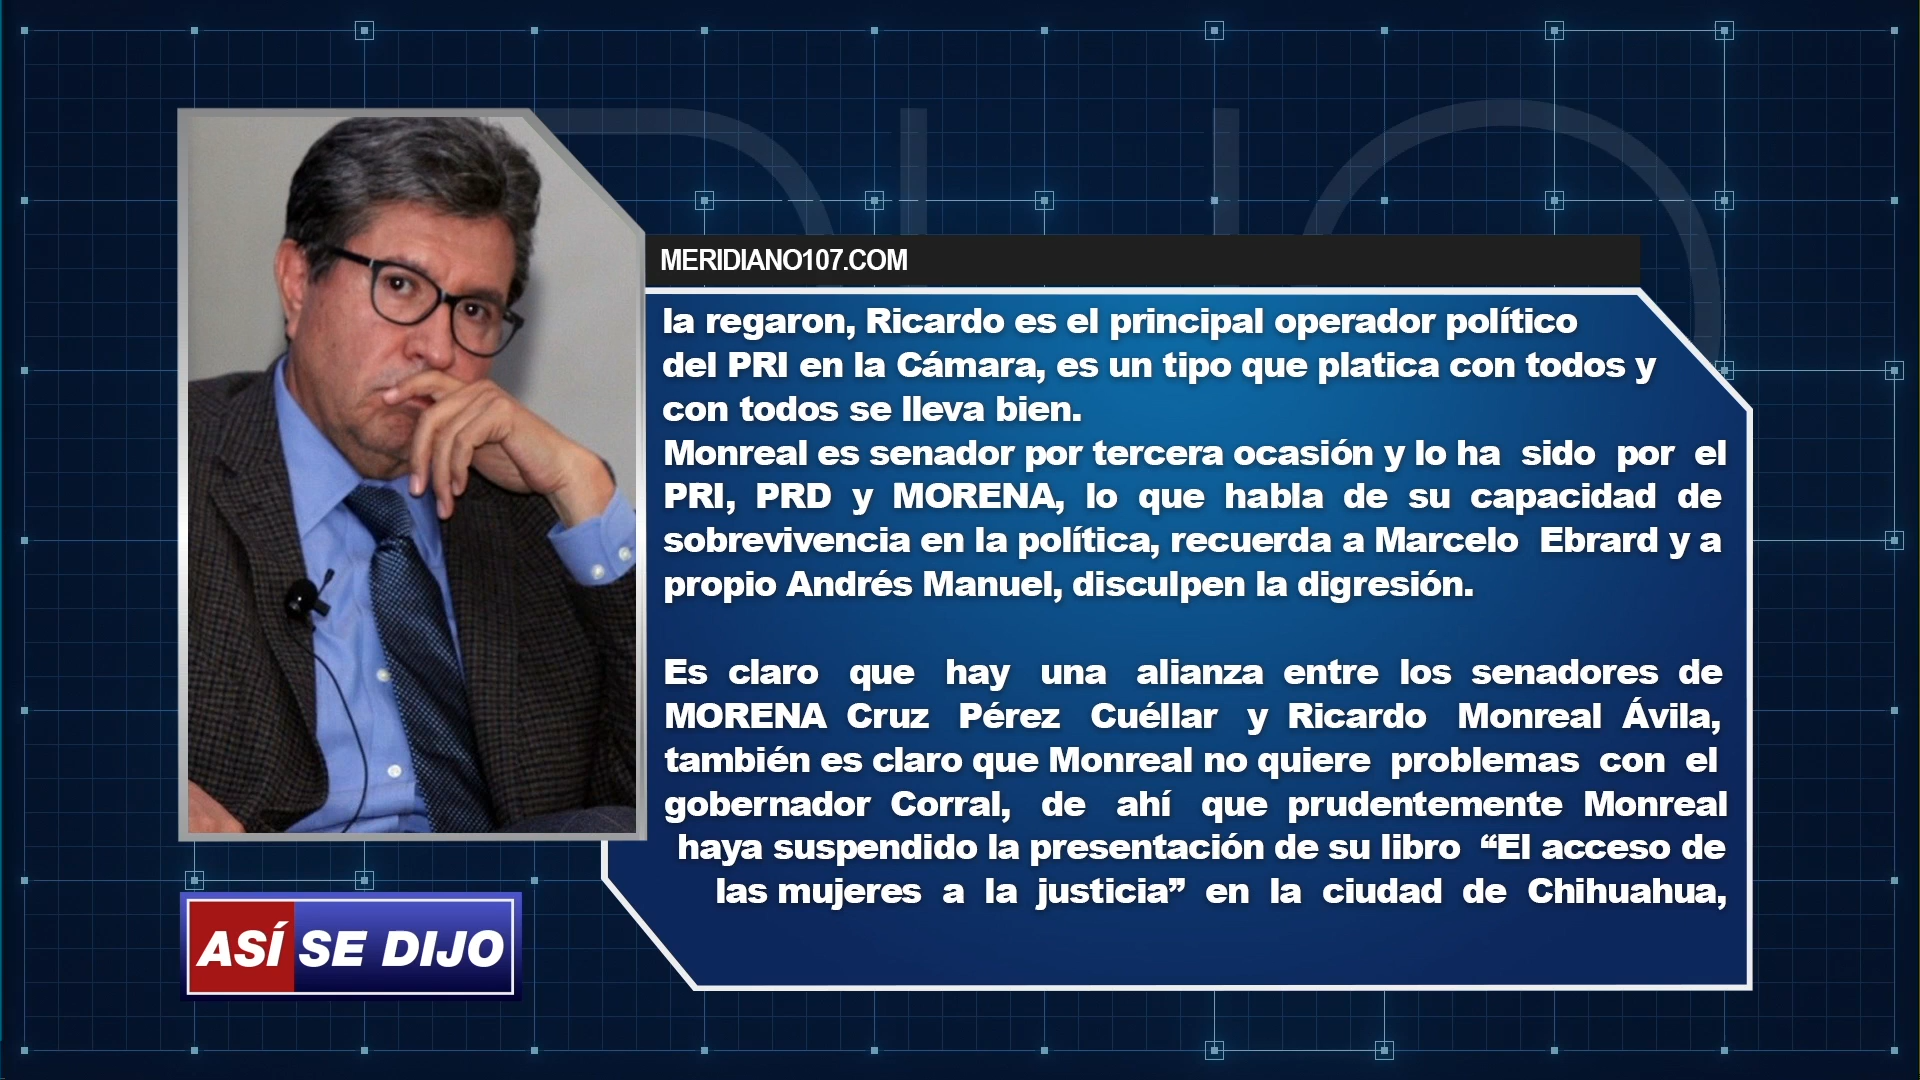 MERIDIANO107.COM
la regaron, Ricardo es el principal operador político
del PRI en la Cámara, es un tipo que platica con todos y
con todos se lleva bien.
Monreal es senador por tercera ocasión y lo ha sido por el
PRI, PRD y MORENA, lo que habla de su capacidad de
sobrevivencia en la política, recuerda a Marcelo Ebrard y a
propio Andrés Manuel, disculpen la digresión.
Es claro que hay una alianza entre los senadores de
MORENA Cruz Pérez Cuéllar y Ricardo Monreal Ávila,
también es claro que Monreal no quiere problemas con el
gobernador Corral, de ahí que prudentemente Monreal
haya suspendido la presentación de su libro “El acceso de
las mujeres a la justicia” en la ciudad de Chihuahua,
ASÍ SE DIJO